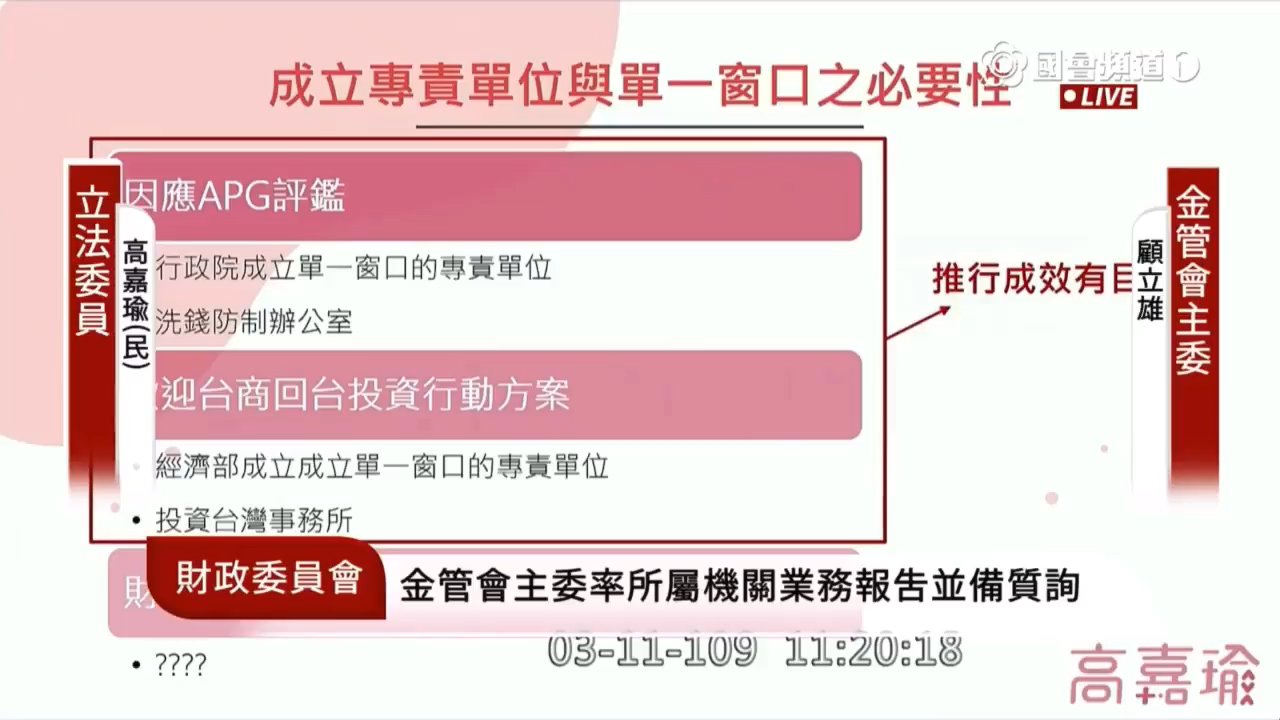 成立專責單位與單一窗口之必要性
國會頻道1
LIVE
因應APG評鑑
行政院成立單一窗口的專責單位
洗錢防制辦公室
迎台商回台投資行動方案
經濟部成立成立單一窗口的專責單位
• 投資台灣事務所
財
• ????
推行成效有目
立法委員
高嘉瑜(民)
金管會主委
顧立雄
財政委員會
金管會主委率所屬機關業務報告並備質詢
03-11-109 11:20:18
高嘉瑜